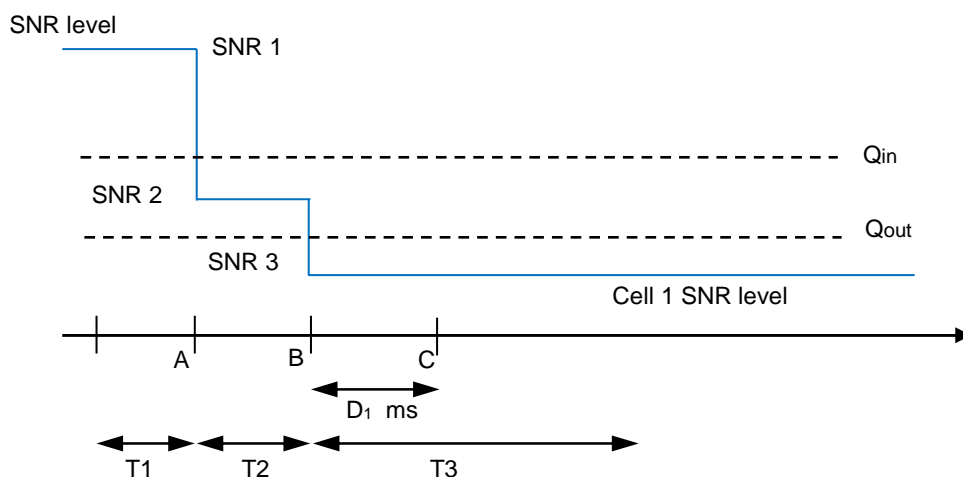 SNR level
SNR 1
Qin
SNR 2
Qout
SNR 3
Cell 1 SNR level
A
B
C
D1 ms
T1
T2
T3